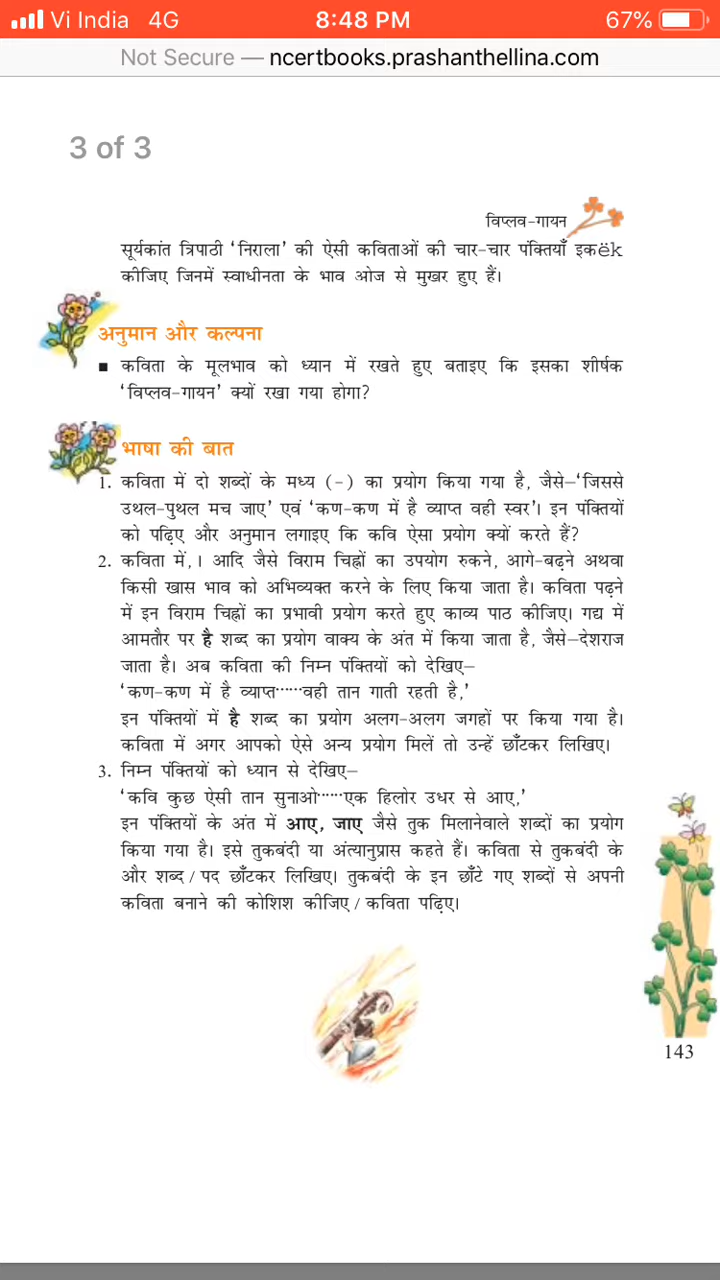 Vi India 4G 8:48 PM 67%
Not Secure — ncertbooks.prashanthellina.com
3 of 3
विप्लव-गायन
सूर्यकांत त्रिपाठी ‘निराला’ की ऐसी कविताओं की चार-चार पंक्तियाँ इकëk
कीजिए जिनमें स्वाधीनता के भाव ओज से मुखर हुए हैं।
अनुमान और कल्पना
■ कविता के मूलभाव को ध्यान में रखते हुए बताइए कि इसका शीर्षक
‘विप्लव-गायन’ क्यों रखा गया होगा?
भाषा की बात
1. कविता में दो शब्दों के मध्य (-) का प्रयोग किया गया है, जैसे—‘जिससे
उथल-पुथल मच जाए’ एवं ‘कण-कण में है व्याप्त वही स्वर’। इन पंक्तियों
को पढ़िए और अनुमान लगाइए कि कवि ऐसा प्रयोग क्यों करते हैं?
2. कविता में,। आदि जैसे विराम चिह्नों का उपयोग रुकने, आगे-बढ़ने अथवा
किसी खास भाव को अभिव्यक्त करने के लिए किया जाता है। कविता पढ़ने
में इन विराम चिह्नों का प्रभावी प्रयोग करते हुए काव्य पाठ कीजिए। गद्य में
आमतौर पर है शब्द का प्रयोग वाक्य के अंत में किया जाता है, जैसे—देशराज
जाता है। अब कविता की निम्न पंक्तियों को देखिए—
‘कण-कण में है व्याप्त......वही तान गाती रहती है,’
इन पंक्तियों में है शब्द का प्रयोग अलग-अलग जगहों पर किया गया है।
कविता में अगर आपको ऐसे अन्य प्रयोग मिलें तो उन्हें छाँटकर लिखिए।
3. निम्न पंक्तियों को ध्यान से देखिए—
‘कवि कुछ ऐसी तान सुनाओ......एक हिलोर उधर से आए,’
इन पंक्तियों के अंत में आए, जाए जैसे तुक मिलानेवाले शब्दों का प्रयोग
किया गया है। इसे तुकबंदी या अंत्यानुप्रास कहते हैं। कविता से तुकबंदी के
और शब्द/पद छाँटकर लिखिए। तुकबंदी के इन छाँटे गए शब्दों से अपनी
कविता बनाने की कोशिश कीजिए/कविता पढ़िए।
143